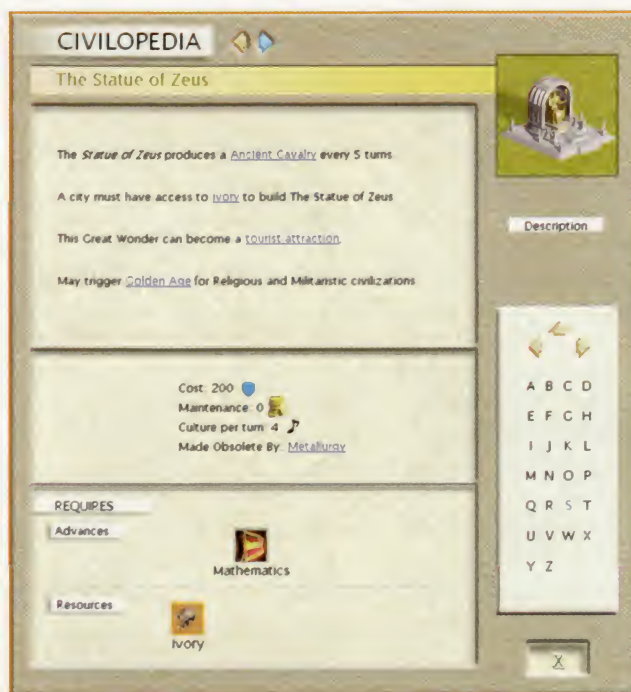 CIVILOPEDIA
The Statue of Zeus
The Statue of Zeus produces a Ancient Cavalry every 5 turns
A city must have access to Ivory to build The Statue of Zeus
This Great Wonder can become a tourist attraction.
May trigger Golden Age for Religious and Militaristic civilizations
Description
Cost: 200
Maintenance: 0
Culture per turn: 4
Made Obsolete By: Metallurgy
A B C D
E F G H
I J K L
M N O P
Q R S T
U V W X
Y Z
REQUIRES
Advances
Mathematics
Resources
Ivory
X